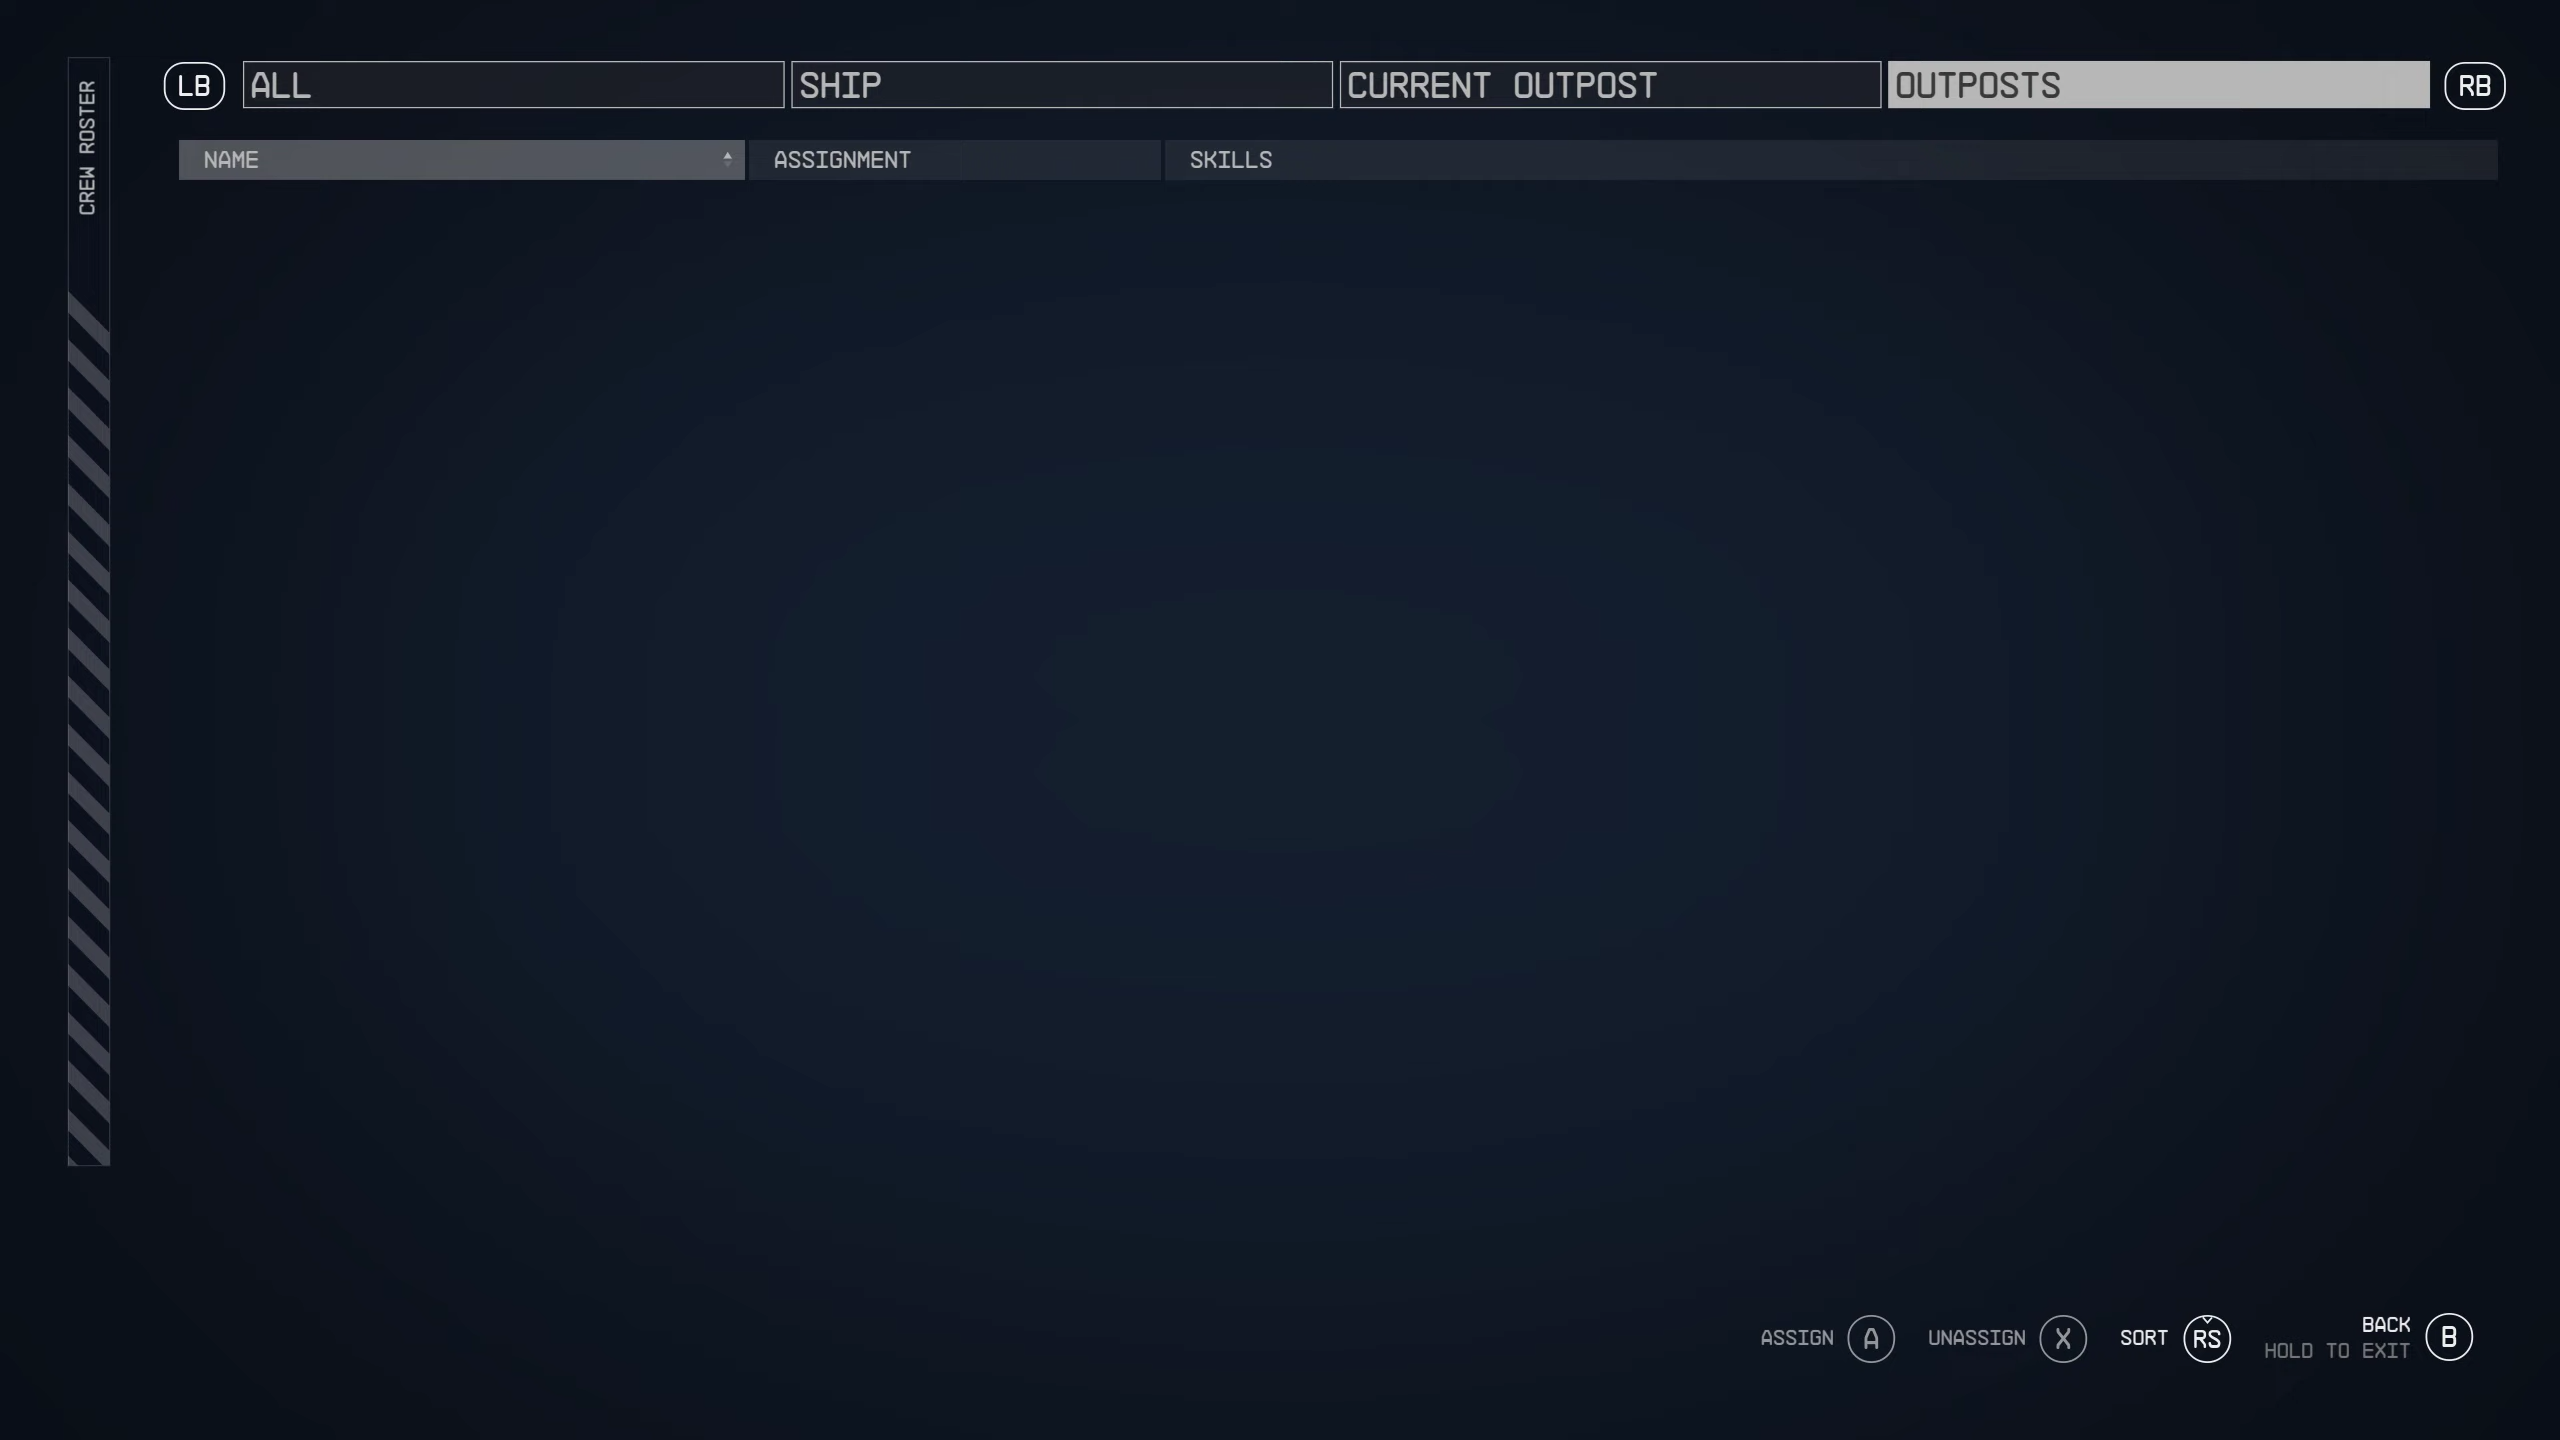 CREW ROSTER
LB ALL SHIP CURRENT OUTPOST OUTPOSTS RB
NAME ASSIGNMENT SKILLS
ASSIGN A UNASSIGN X SORT RS BACK B
HOLD TO EXIT